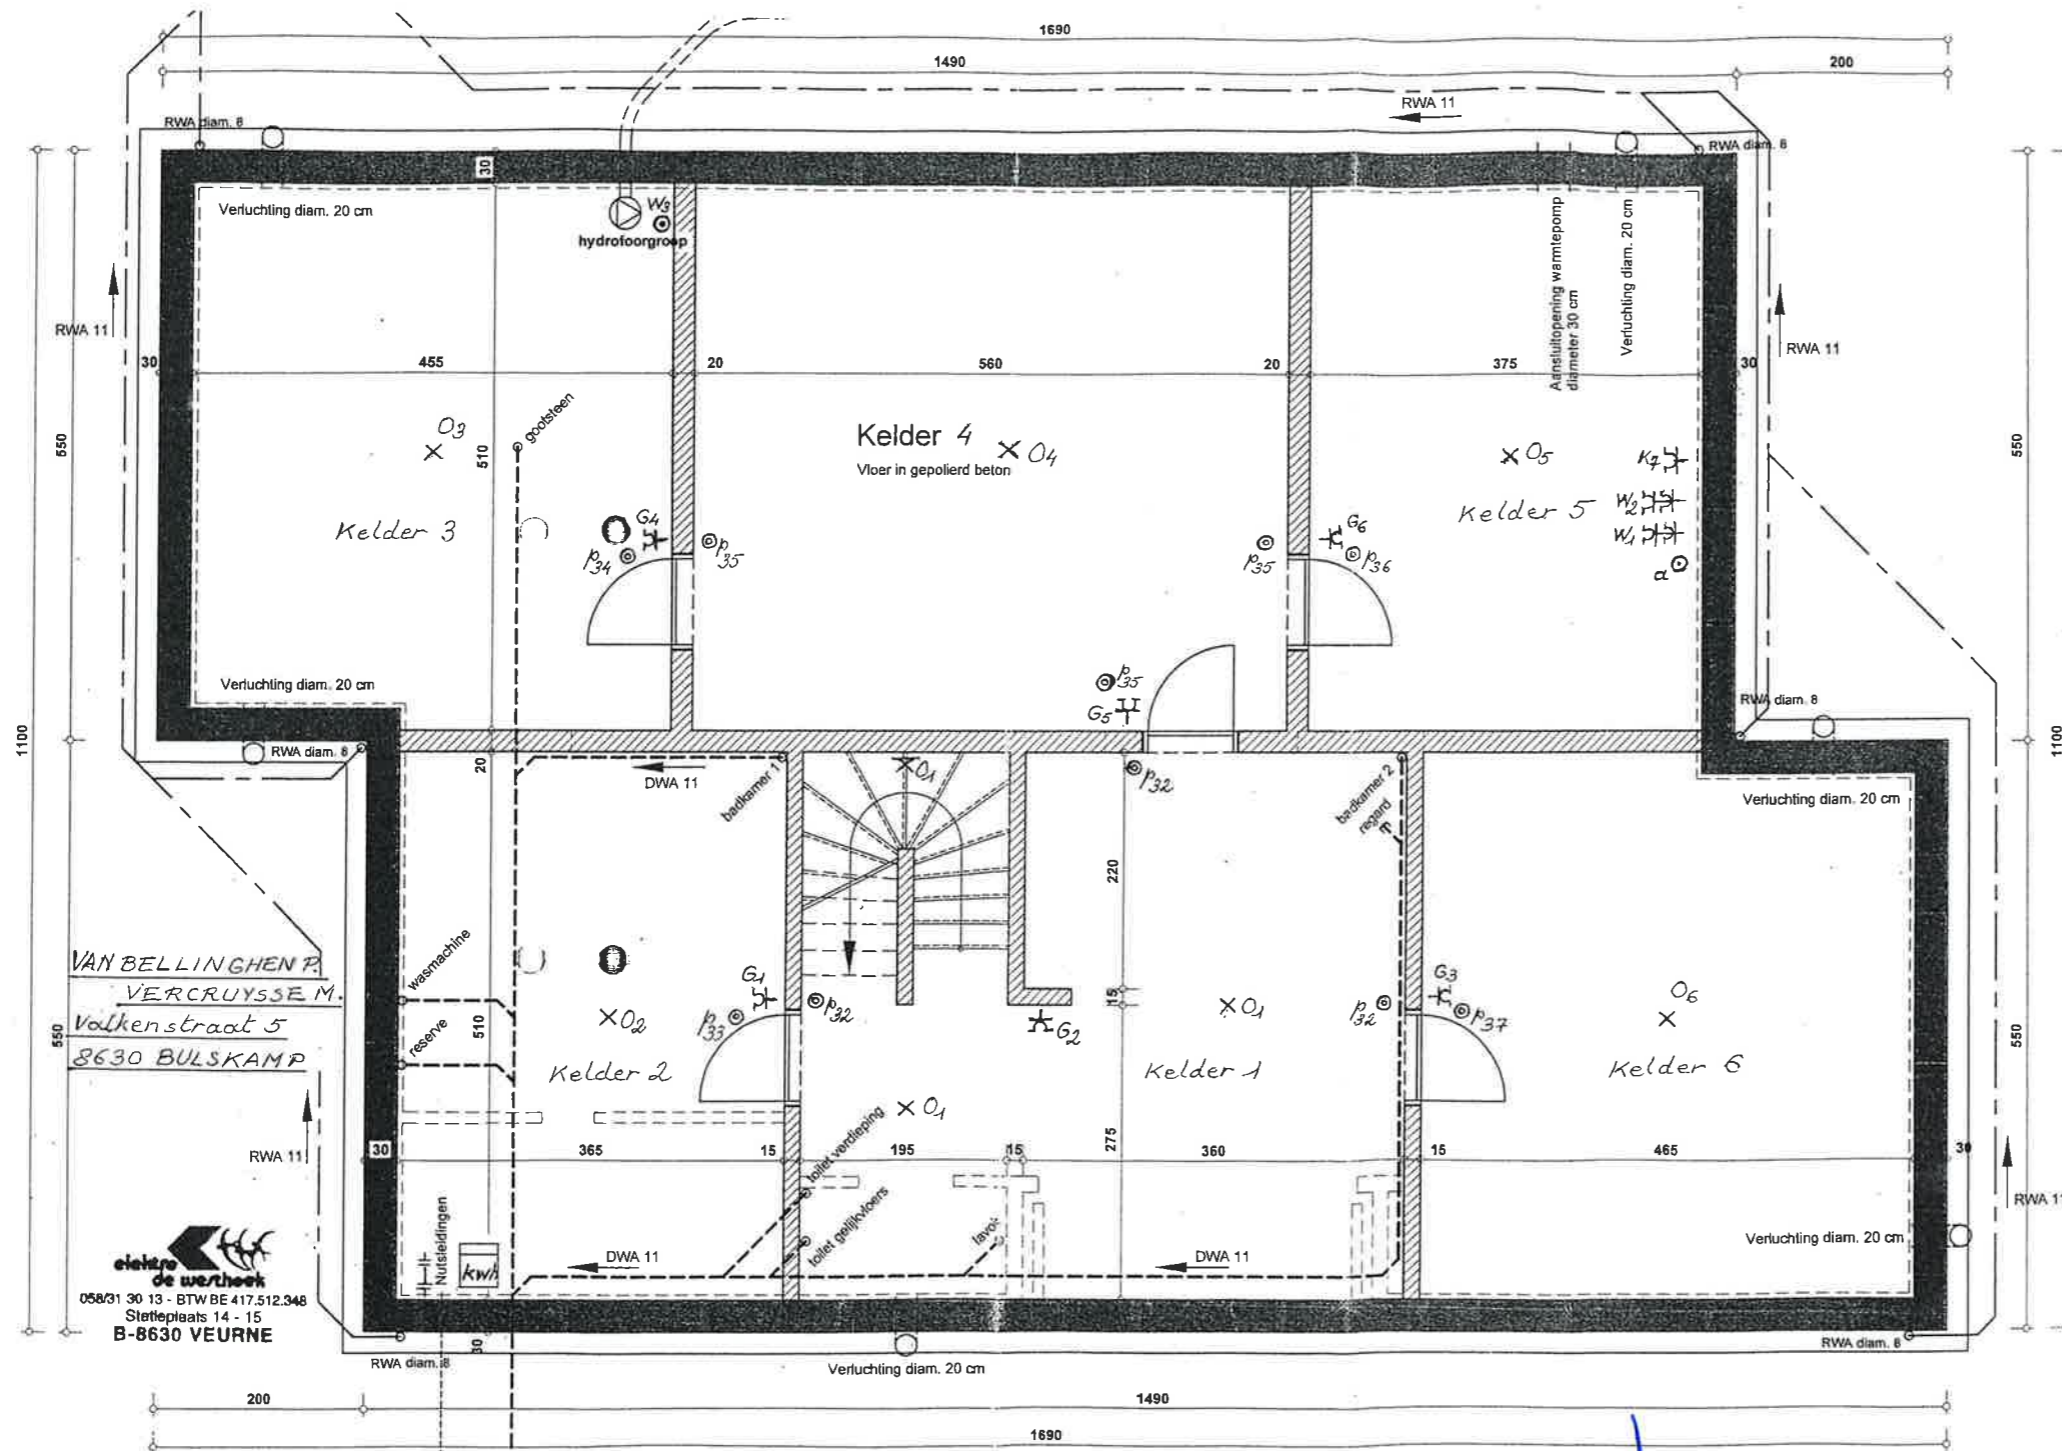 1690
1490
200
RWA 11
RWA diam. 8
RWA diam. 8
30
Verluchting diam. 20 cm
W3
hydrofoorgroep
Aansluitopening warmtepomp
diameter 30 cm
Verluchting diam. 20 cm
RWA 11
RWA 11
30
455
20
560
20
375
30
550
O3
gootsteen
510
Kelder 4
Vloer in gepolierd beton
O4
O5
K7
550
Kelder 3
Kelder 5
W2
W1
a
G4
P34
P35
P35
G6
P36
Verluchting diam. 20 cm
P35
G5
RWA diam. 8
1100
1100
RWA diam. 8
20
DWA 11
badkamer 1
O1
P32
badkamer 2
regard
Verluchting diam. 20 cm
220
VAN BELLINGHEN P.
VERCRUYSSE M.
Valkenstraat 5
8630 BULSKAMP
wasmachine
reserve
510
550
G1
P33
P32
O2
Kelder 2
15
G2
O1
Kelder 1
P32
G3
P37
O6
Kelder 6
550
O1
RWA 11
30
365
15
toilet verdieping
195
15
275
360
15
465
30
RWA 11
toilet gelijkvloers
Nutsleidingen
kwh
DWA 11
DWA 11
Verluchting diam. 20 cm
elektro
de westhoek
058/31 30 13 - BTW BE 417.512.348
Statieplaats 14 - 15
B-8630 VEURNE
RWA diam. 8
30
Verluchting diam. 20 cm
RWA diam. 8
200
1490
1690